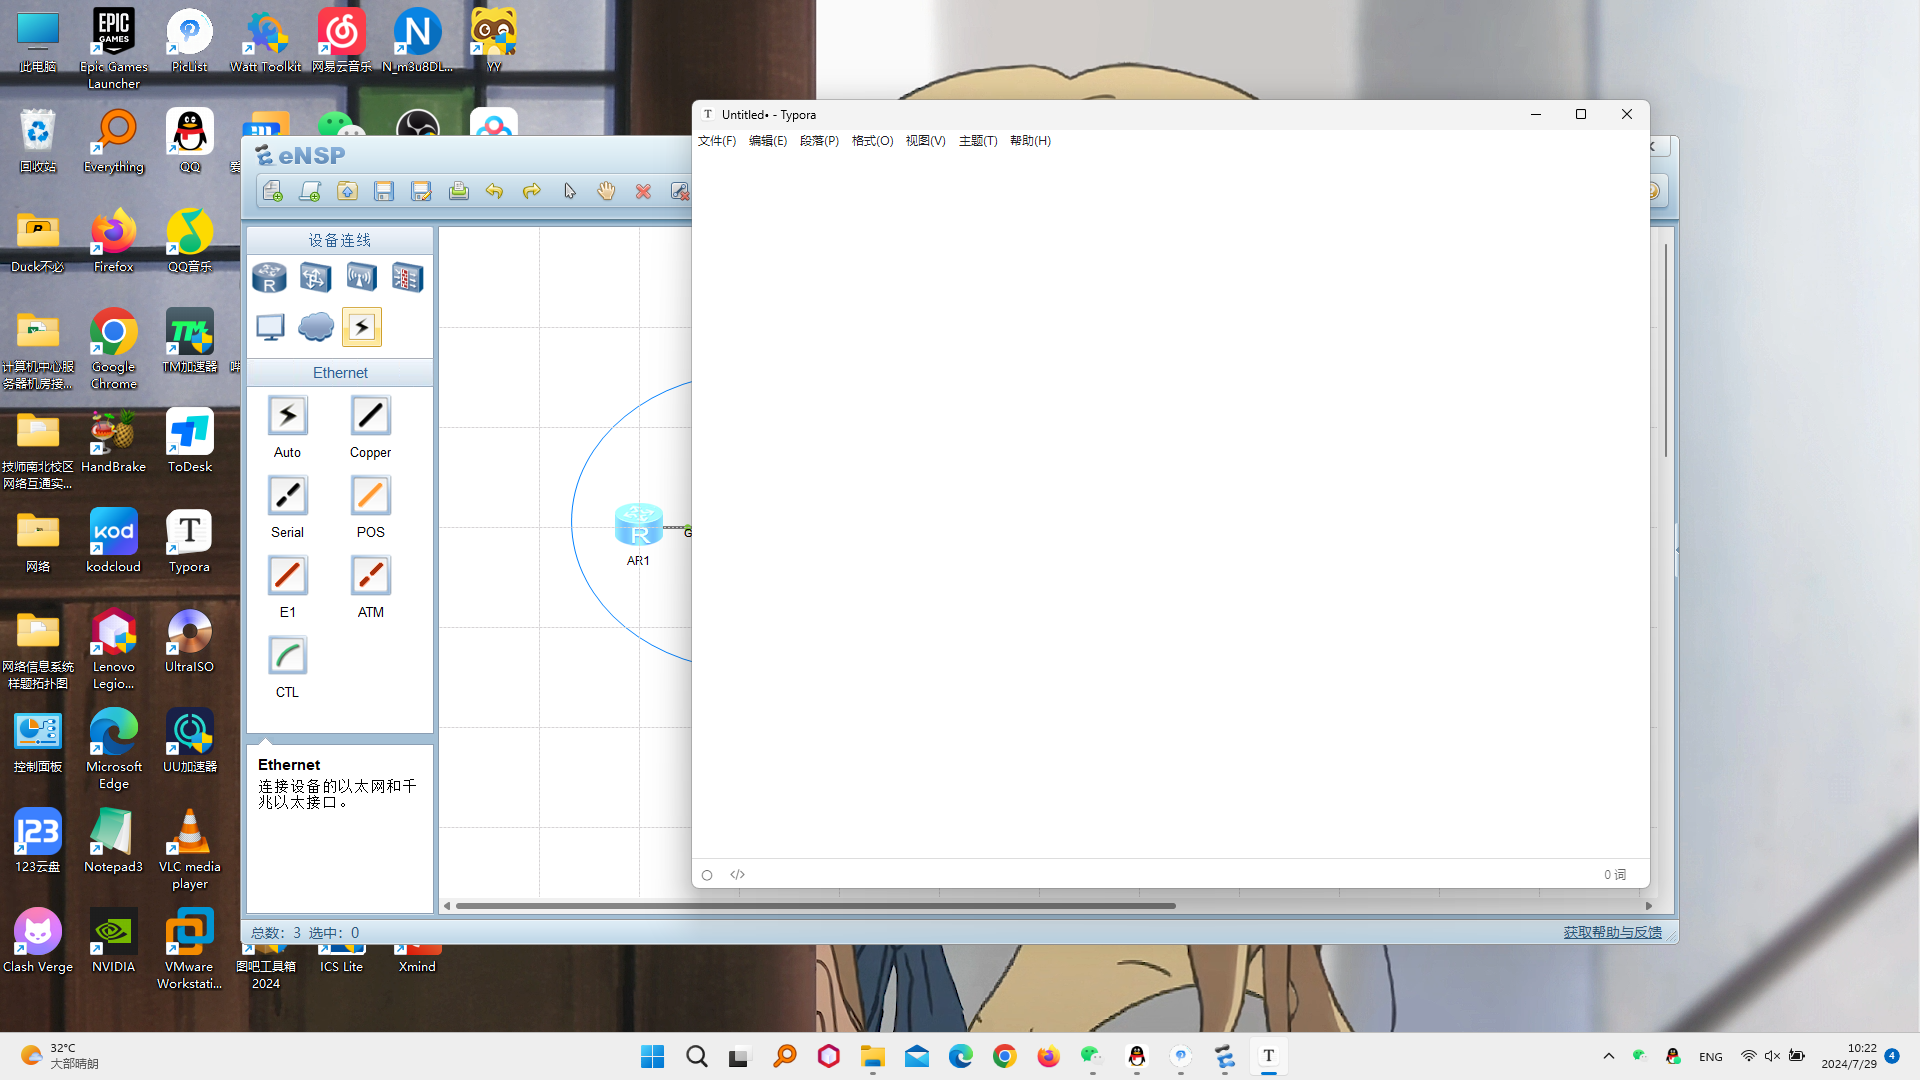 此电脑
Epic Games Launcher
PicList
Watt Toolkit
网易云音乐
N_m3u8DL...
YY
回收站
Everything
QQ
Duck不必
Firefox
QQ音乐
计算机中心服务器机房接...
Google Chrome
TM加速器
技师南北校区网络互通实...
HandBrake
ToDesk
网络
kodcloud
Typora
网络信息系统样题拓扑图
Lenovo Legio...
UltraISO
控制面板
Microsoft Edge
UU加速器
123云盘
Notepad3
VLC media player
Clash Verge
NVIDIA
VMware Workstati...
图吧工具箱 2024
ICS Lite
Xmind
eNSP
设备连线
Ethernet
Auto
Copper
Serial
POS
E1
ATM
CTL
Ethernet
连接设备的以太网和千兆以太接口。
AR1
G
总数: 3 选中: 0
获取帮助与反馈
Untitled• - Typora
文件(F) 编辑(E) 段落(P) 格式(O) 视图(V) 主题(T) 帮助(H)
0 词
32°C
大部晴朗
ENG
10:22
2024/7/29
4